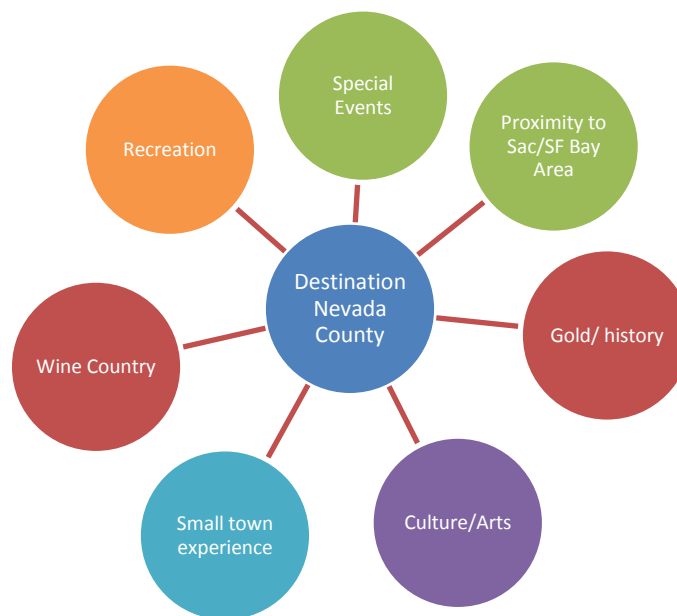 Special
Events
Proximity to
Sac/SF Bay
Area
Recreation
Destination
Nevada
County
Gold/ history
Wine Country
Small town
experience
Culture/Arts